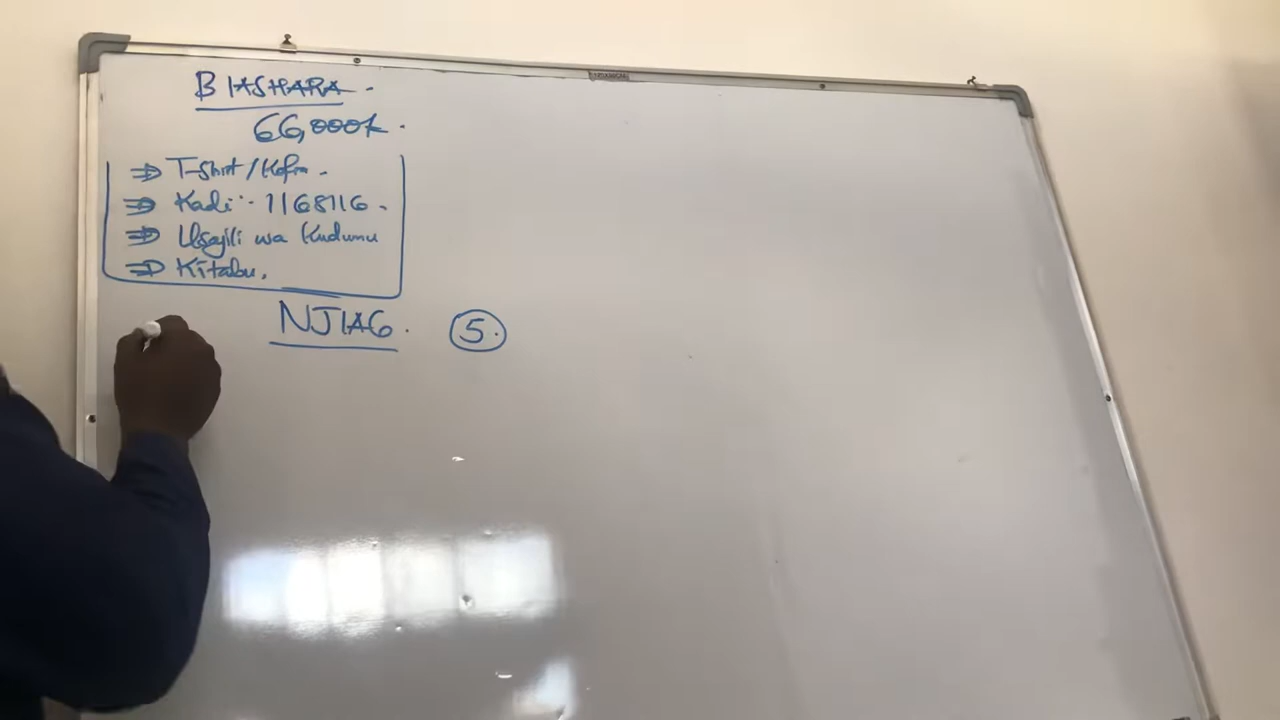 BIASHARA.
66,000/=.
⇒ T-Shirt / Kofia.
⇒ Kadi:- 1168116.
⇒ Usajili wa Kudumu
⇒ Kitabu.
NJIA 6. 5.